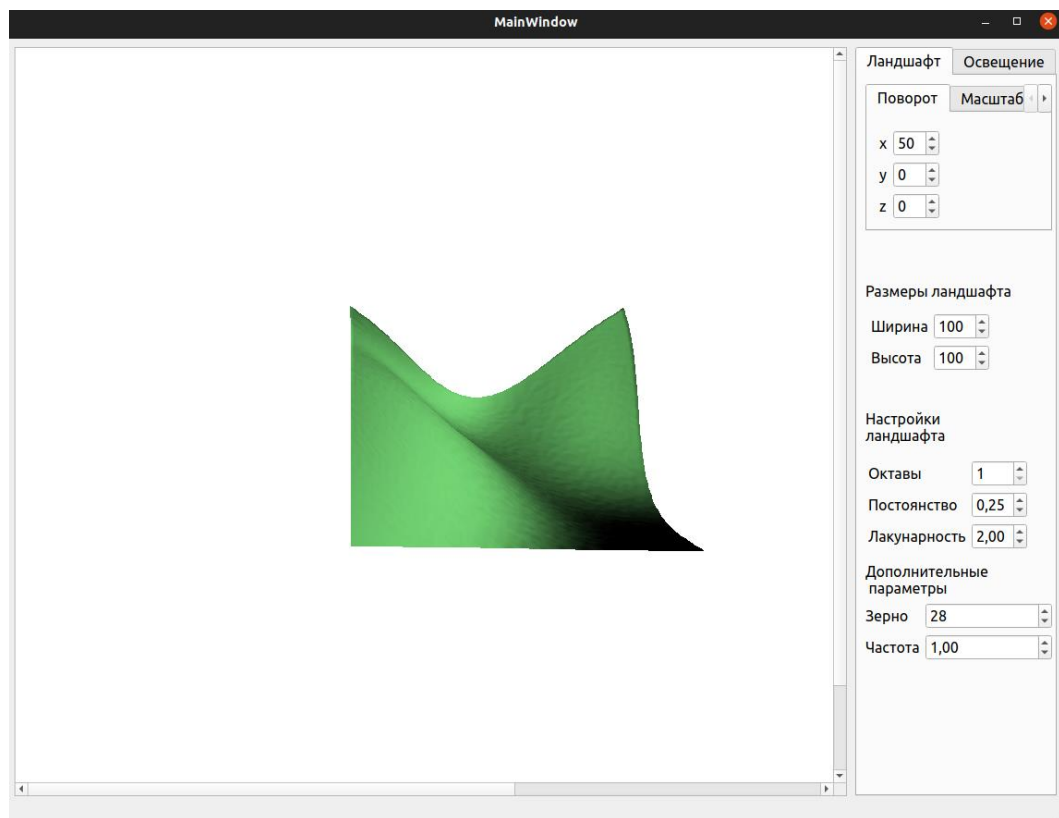 MainWindow
Ландшафт Освещение
Поворот Масштаб
x 50
y 0
z 0
Размеры ландшафта
Ширина 100
Высота 100
Настройки
ландшафта
Октавы 1
Постоянство 0,25
Лакунарность 2,00
Дополнительные
параметры
Зерно 28
Частота 1,00